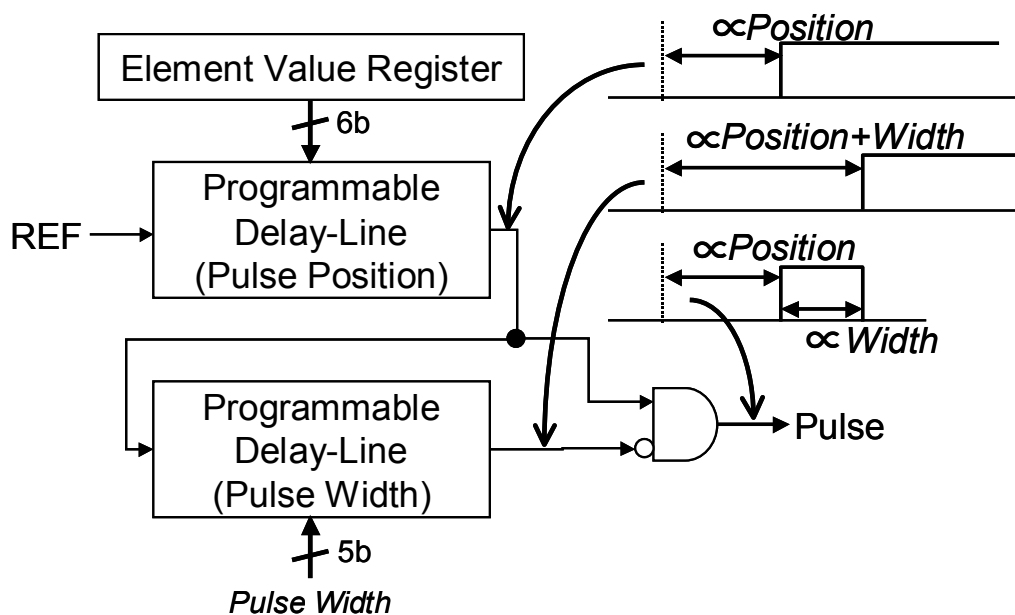 Element Value Register
6b
Programmable
Delay-Line
(Pulse Position)
REF
Programmable
Delay-Line
(Pulse Width)
5b
Pulse Width
∝Position
∝Position+Width
∝Position
∝ Width
Pulse